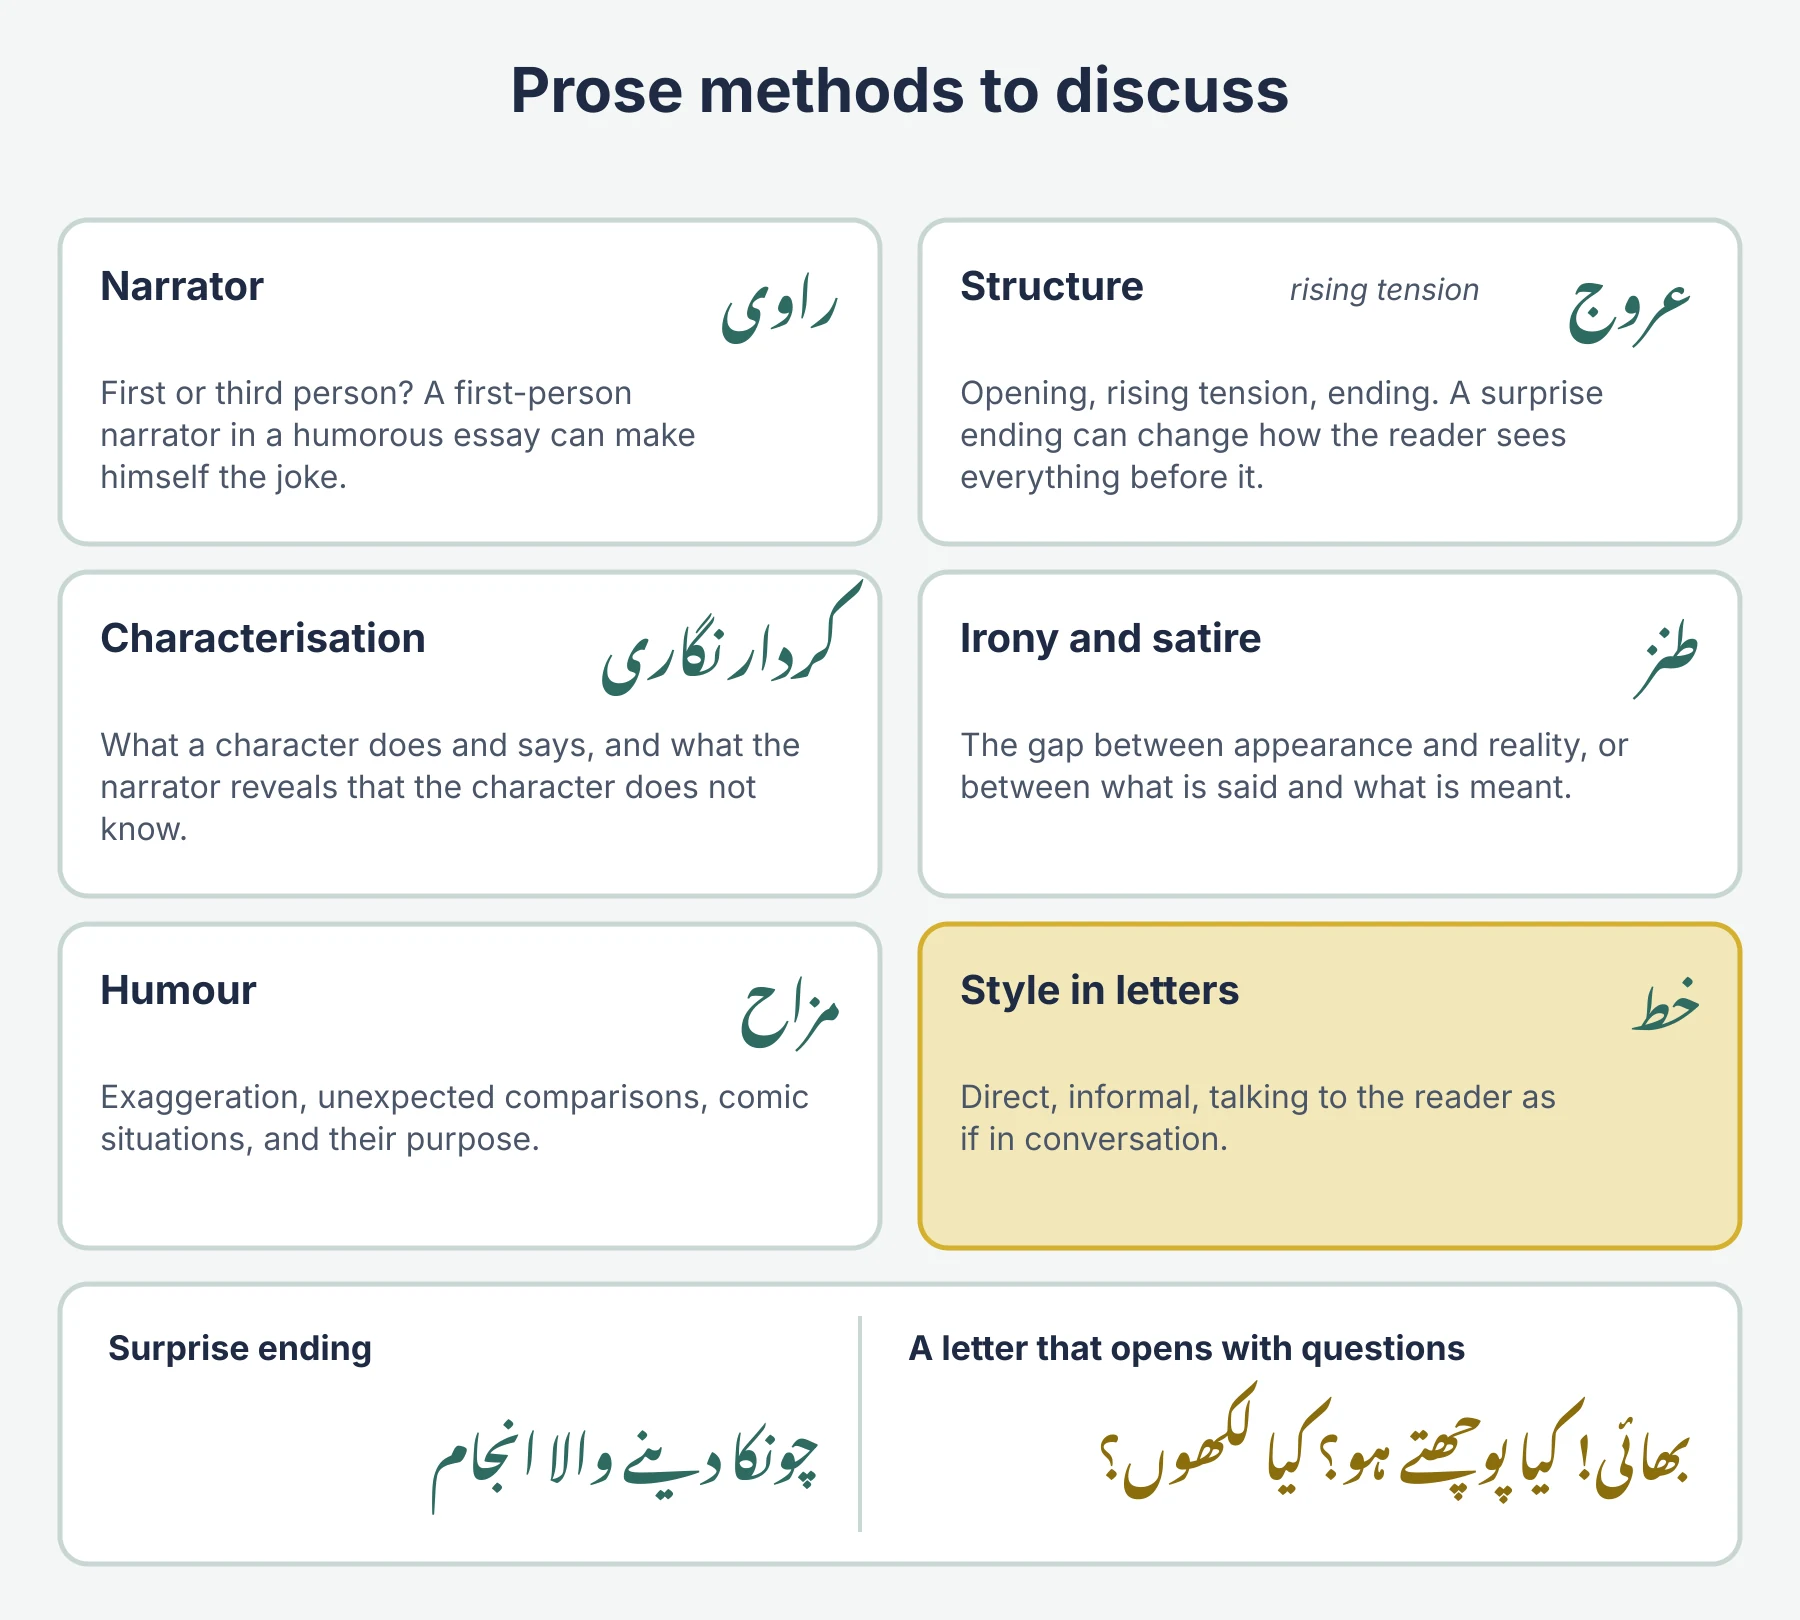 Prose methods to discuss
Narrator
راوی
First or third person? A first-person
narrator in a humorous essay can make
himself the joke.
Structure
rising tension
عروج
Opening, rising tension, ending. A surprise
ending can change how the reader sees
everything before it.
Characterisation
کردار نگاری
What a character does and says, and what the
narrator reveals that the character does not
know.
Irony and satire
طنز
The gap between appearance and reality, or
between what is said and what is meant.
Humour
مزاح
Exaggeration, unexpected comparisons, comic
situations, and their purpose.
Style in letters
خط
Direct, informal, talking to the reader as
if in conversation.
Surprise ending
چونکا دینے والا انجام
A letter that opens with questions
بھائی! کیا پوچھتے ہو؟ کیا لکھوں؟